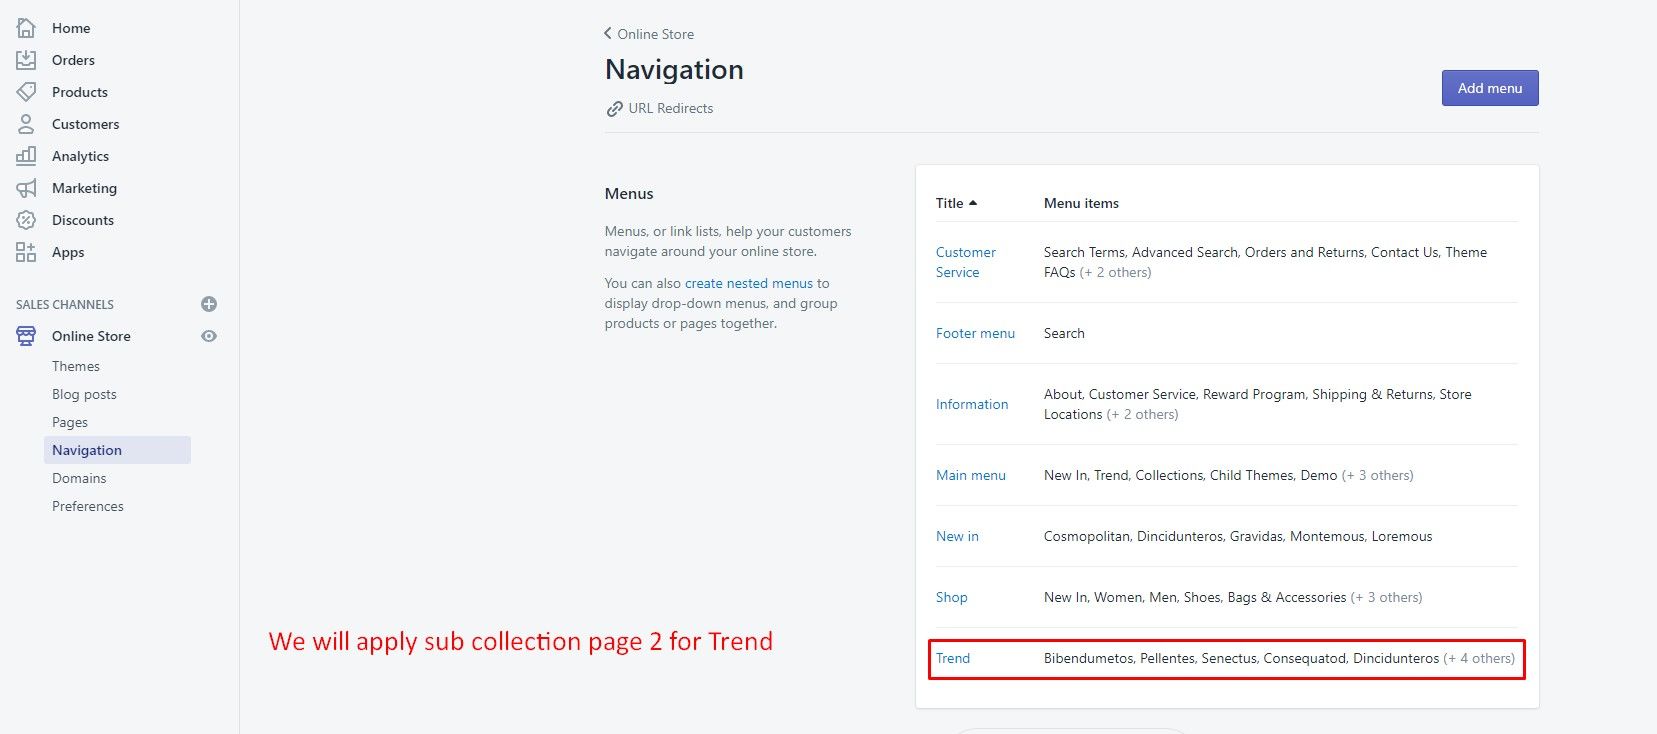 Home
Orders
Products
Customers
Analytics
Marketing
Discounts
Apps
SALES CHANNELS
Online Store
Themes
Blog posts
Pages
Navigation
Domains
Preferences
Online Store
Navigation
URL Redirects
Add menu
Menus
Menus, or link lists, help your customers
navigate around your online store.
You can also create nested menus to
display drop-down menus, and group
products or pages together.
Title Menu items
Customer
Service
Search Terms, Advanced Search, Orders and Returns, Contact Us, Theme
FAQs (+ 2 others)
Footer menu Search
Information
About, Customer Service, Reward Program, Shipping & Returns, Store
Locations (+ 2 others)
Main menu New In, Trend, Collections, Child Themes, Demo (+ 3 others)
New in Cosmopolitan, Dincidunteros, Gravidas, Montemous, Loremous
Shop New In, Women, Men, Shoes, Bags & Accessories (+ 3 others)
We will apply sub collection page 2 for Trend
Trend Bibendumetos, Pellentes, Senectus, Consequatod, Dincidunteros (+ 4 others)